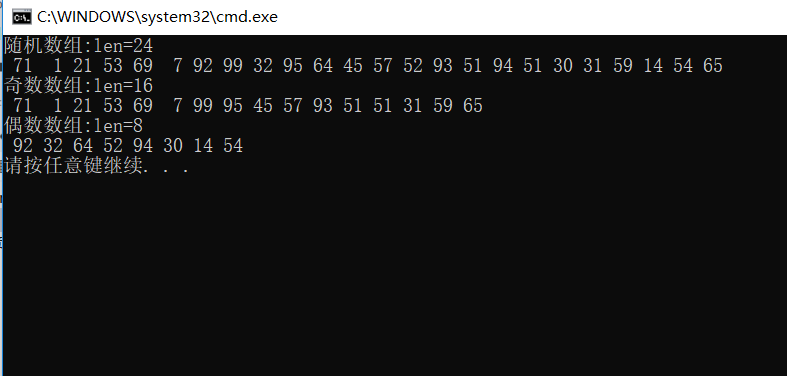 C:\WINDOWS\system32\cmd.exe
随机数组:len=24
 71  1 21 53 69  7 92 99 32 95 64 45 57 52 93 51 94 51 30 31 59 14 54 65
奇数数组:len=16
 71  1 21 53 69  7 99 95 45 57 93 51 51 31 59 65
偶数数组:len=8
 92 32 64 52 94 30 14 54
请按任意键继续. . .